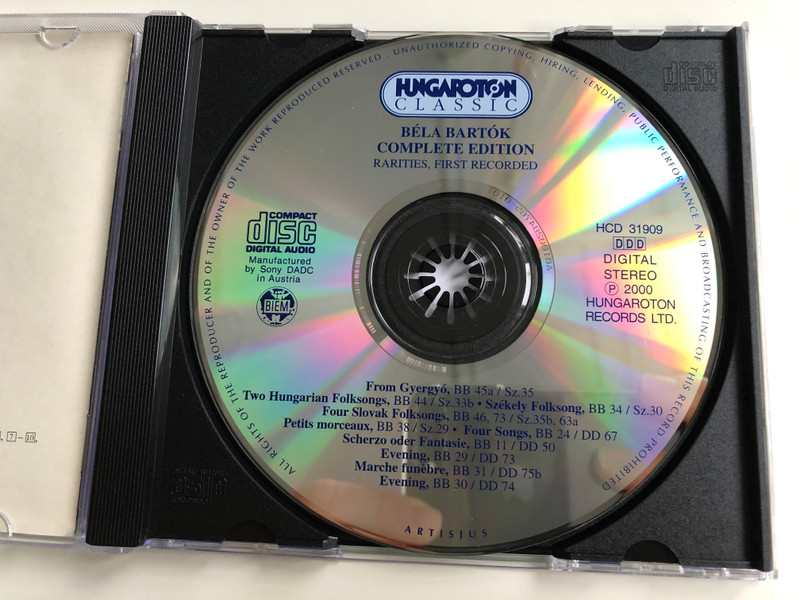 HUNGAROTON
CLASSIC
BÉLA BARTÓK
COMPLETE EDITION
RARITIES, FIRST RECORDED
ALL RIGHTS OF THE REPRODUCER AND OF THE OWNER OF THE WORK REPRODUCED RESERVED · UNAUTHORIZED COPYING, HIRING, LENDING, PUBLIC PERFORMANCE AND BROADCASTING OF THIS RECORD PROHIBITED
COMPACT
disc
DIGITAL AUDIO
Manufactured
by Sony DADC
in Austria
BIEM
HCD 31909
DDD
DIGITAL
STEREO
Ⓟ 2000
HUNGAROTON
RECORDS LTD.
From Gyergyó, BB 45a / Sz.35
Two Hungarian Folksongs, BB 44 / Sz.33b • Székely Folksong, BB 34 / Sz.30
Four Slovak Folksongs, BB 46, 73 / Sz.35b, 63a
Petits morceaux, BB 38 / Sz.29 • Four Songs, BB 24 / DD 67
Scherzo oder Fantasie, BB 11 / DD 50
Evening, BB 29 / DD 73
Marche funèbre, BB 31 / DD 75b
Evening, BB 30 / DD 74
ARTISJUS
disc
DIGITAL AUDIO
, 7–10,